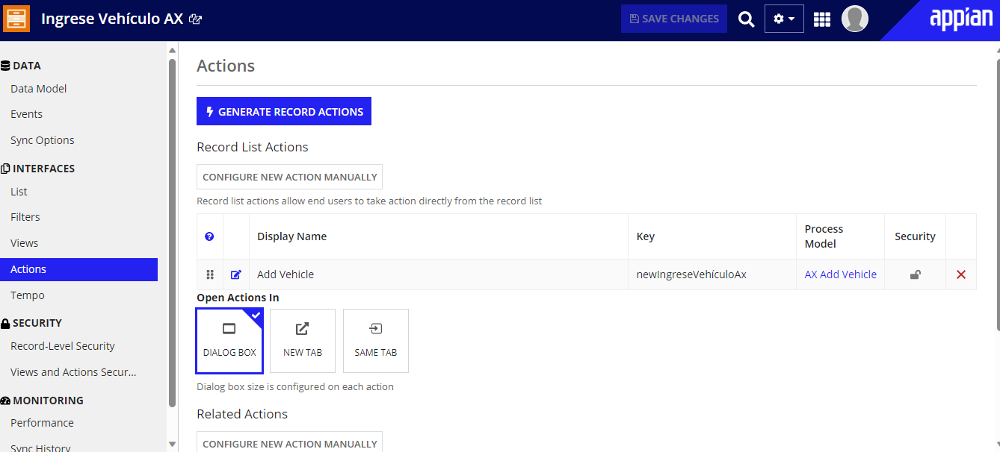 Ingrese Vehículo AX
SAVE CHANGES
appian
DATA
Data Model
Events
Sync Options
INTERFACES
List
Filters
Views
Actions
Tempo
SECURITY
Record-Level Security
Views and Actions Secur...
MONITORING
Performance
Sync History
Actions
GENERATE RECORD ACTIONS
Record List Actions
CONFIGURE NEW ACTION MANUALLY
Record list actions allow end users to take action directly from the record list
? Display Name Key Process Model Security
Add Vehicle newIngreseVehículoAx AX Add Vehicle
Open Actions In
DIALOG BOX NEW TAB SAME TAB
Dialog box size is configured on each action
Related Actions
CONFIGURE NEW ACTION MANUALLY